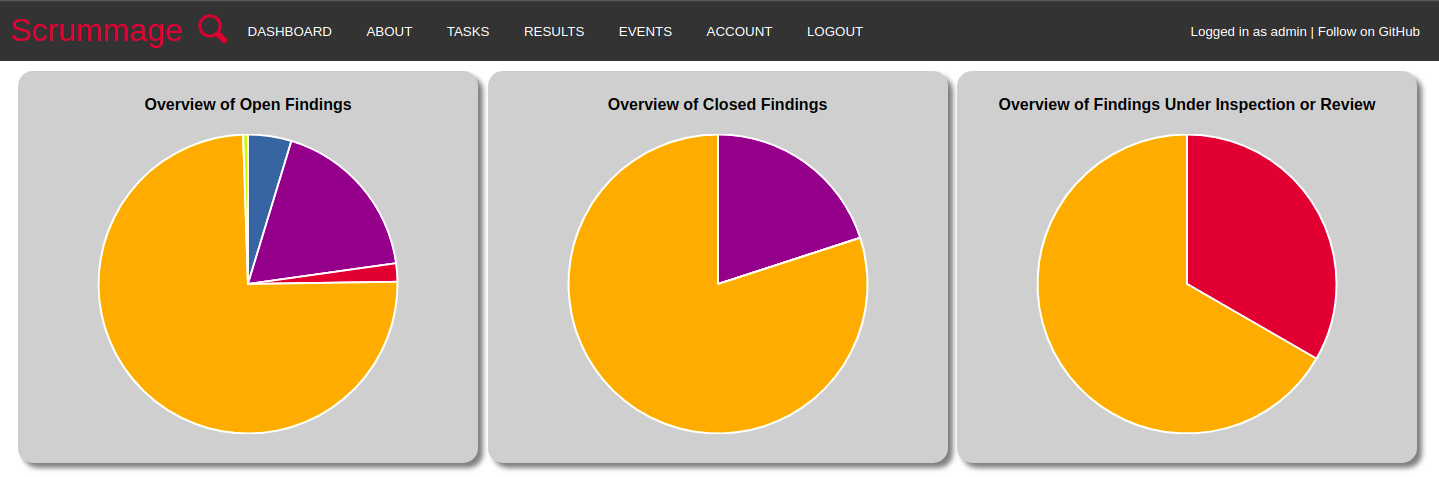 Scrummage DASHBOARD ABOUT TASKS RESULTS EVENTS ACCOUNT LOGOUT Logged in as admin | Follow on GitHub
Overview of Open Findings
Overview of Closed Findings
Overview of Findings Under Inspection or Review